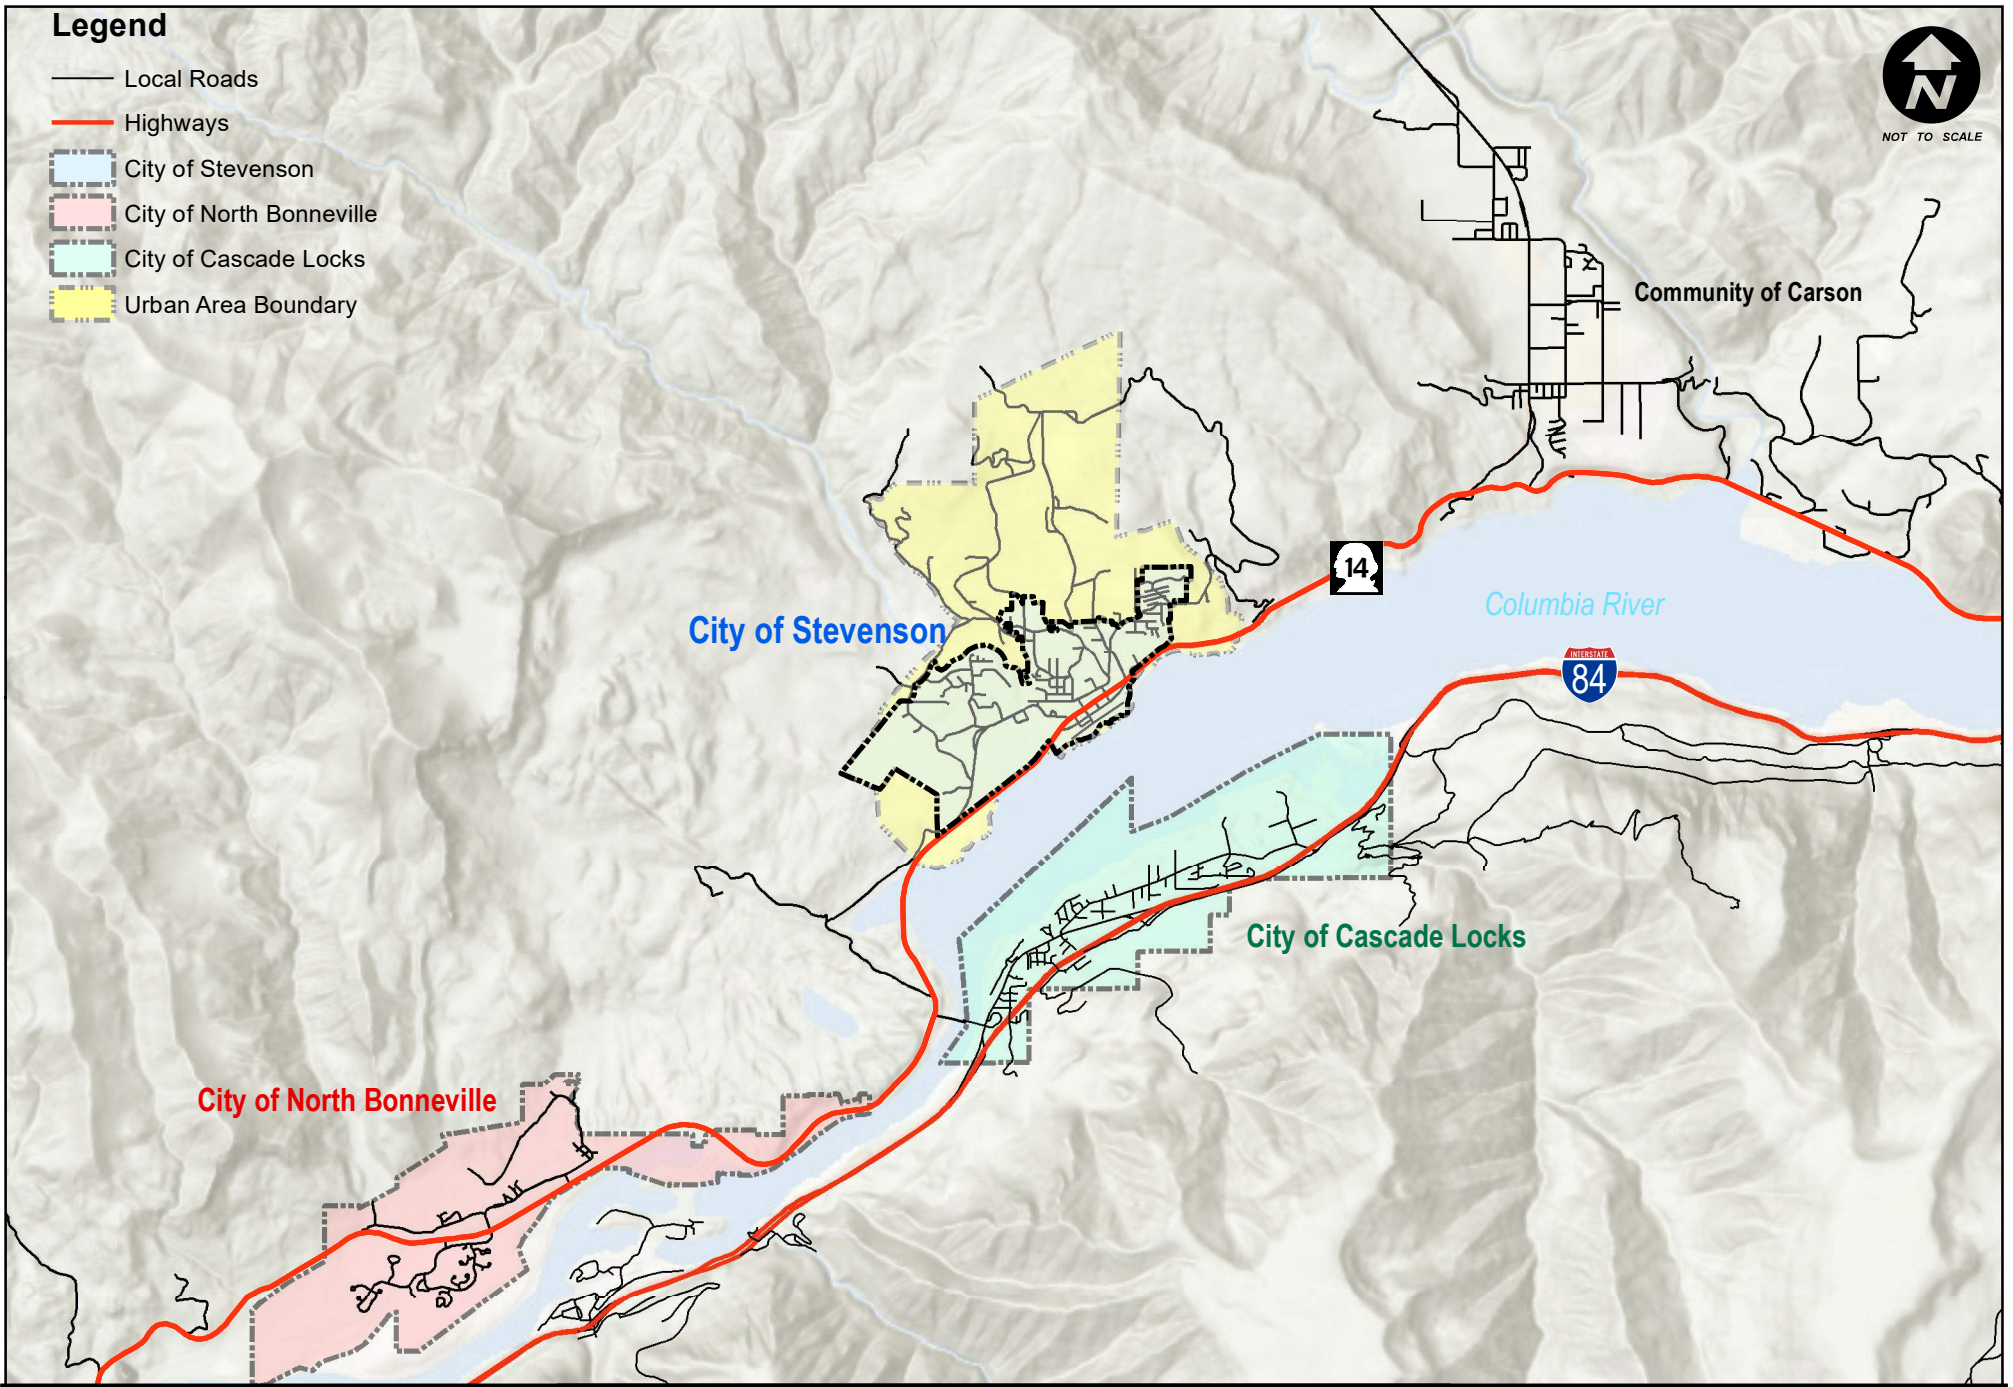 Legend
Local Roads
Highways
City of Stevenson
City of North Bonneville
City of Cascade Locks
Urban Area Boundary
N
NOT TO SCALE
Community of Carson
14
Columbia River
City of Stevenson
INTERSTATE
84
City of Cascade Locks
City of North Bonneville